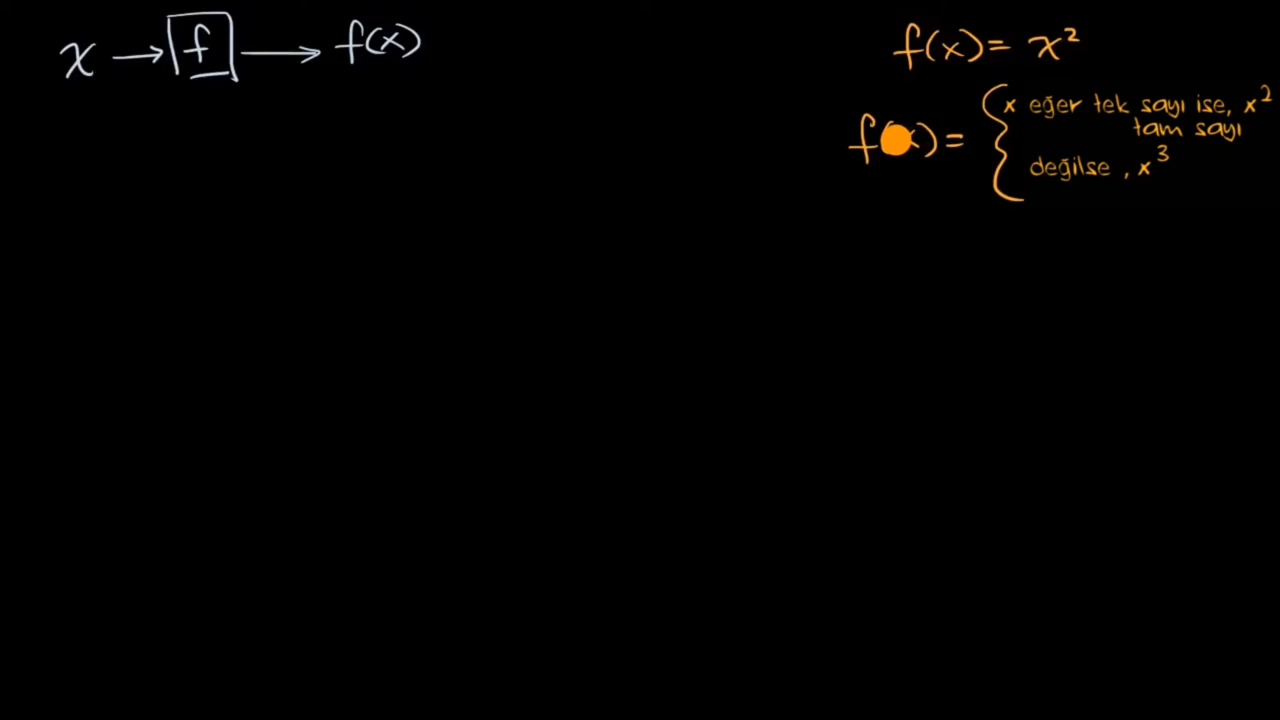 x → f → f(x)
f(x) = x²
f(x) = { x eğer tek sayı ise, x²
tam sayı
değilse, x³